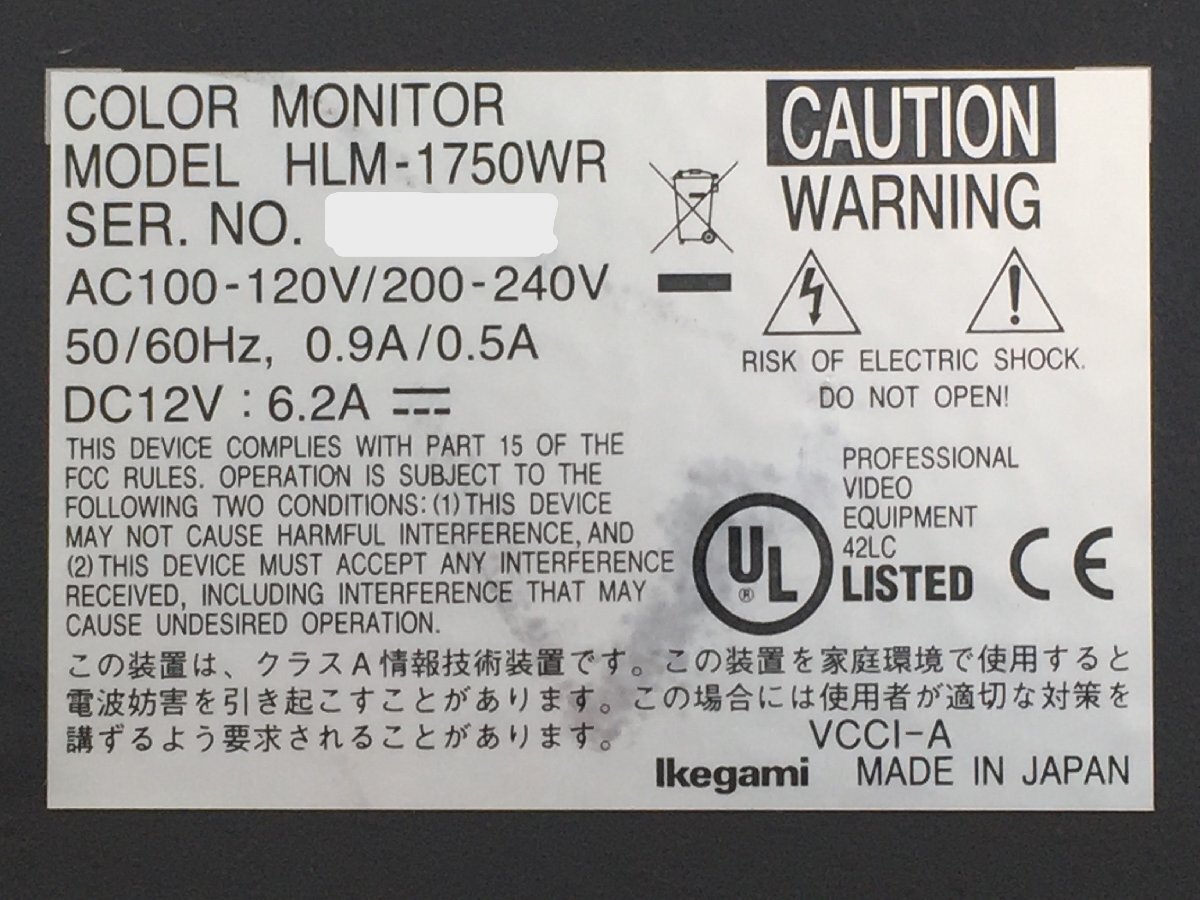 COLOR MONITOR
MODEL HLM-1750WR
SER. NO.
AC100-120V/200-240V
50/60Hz, 0.9A/0.5A
DC12V : 6.2A
THIS DEVICE COMPLIES WITH PART 15 OF THE
FCC RULES. OPERATION IS SUBJECT TO THE
FOLLOWING TWO CONDITIONS: (1) THIS DEVICE
MAY NOT CAUSE HARMFUL INTERFERENCE, AND
(2) THIS DEVICE MUST ACCEPT ANY INTERFERENCE
RECEIVED, INCLUDING INTERFERENCE THAT MAY
CAUSE UNDESIRED OPERATION.
CAUTION
WARNING
RISK OF ELECTRIC SHOCK.
DO NOT OPEN!
UL
®
PROFESSIONAL
VIDEO
EQUIPMENT
42LC
LISTED
CE
この装置は、クラスA情報技術装置です。この装置を家庭環境で使用すると
電波妨害を引き起こすことがあります。この場合には使用者が適切な対策を
講ずるよう要求されることがあります。
VCCI-A
Ikegami MADE IN JAPAN